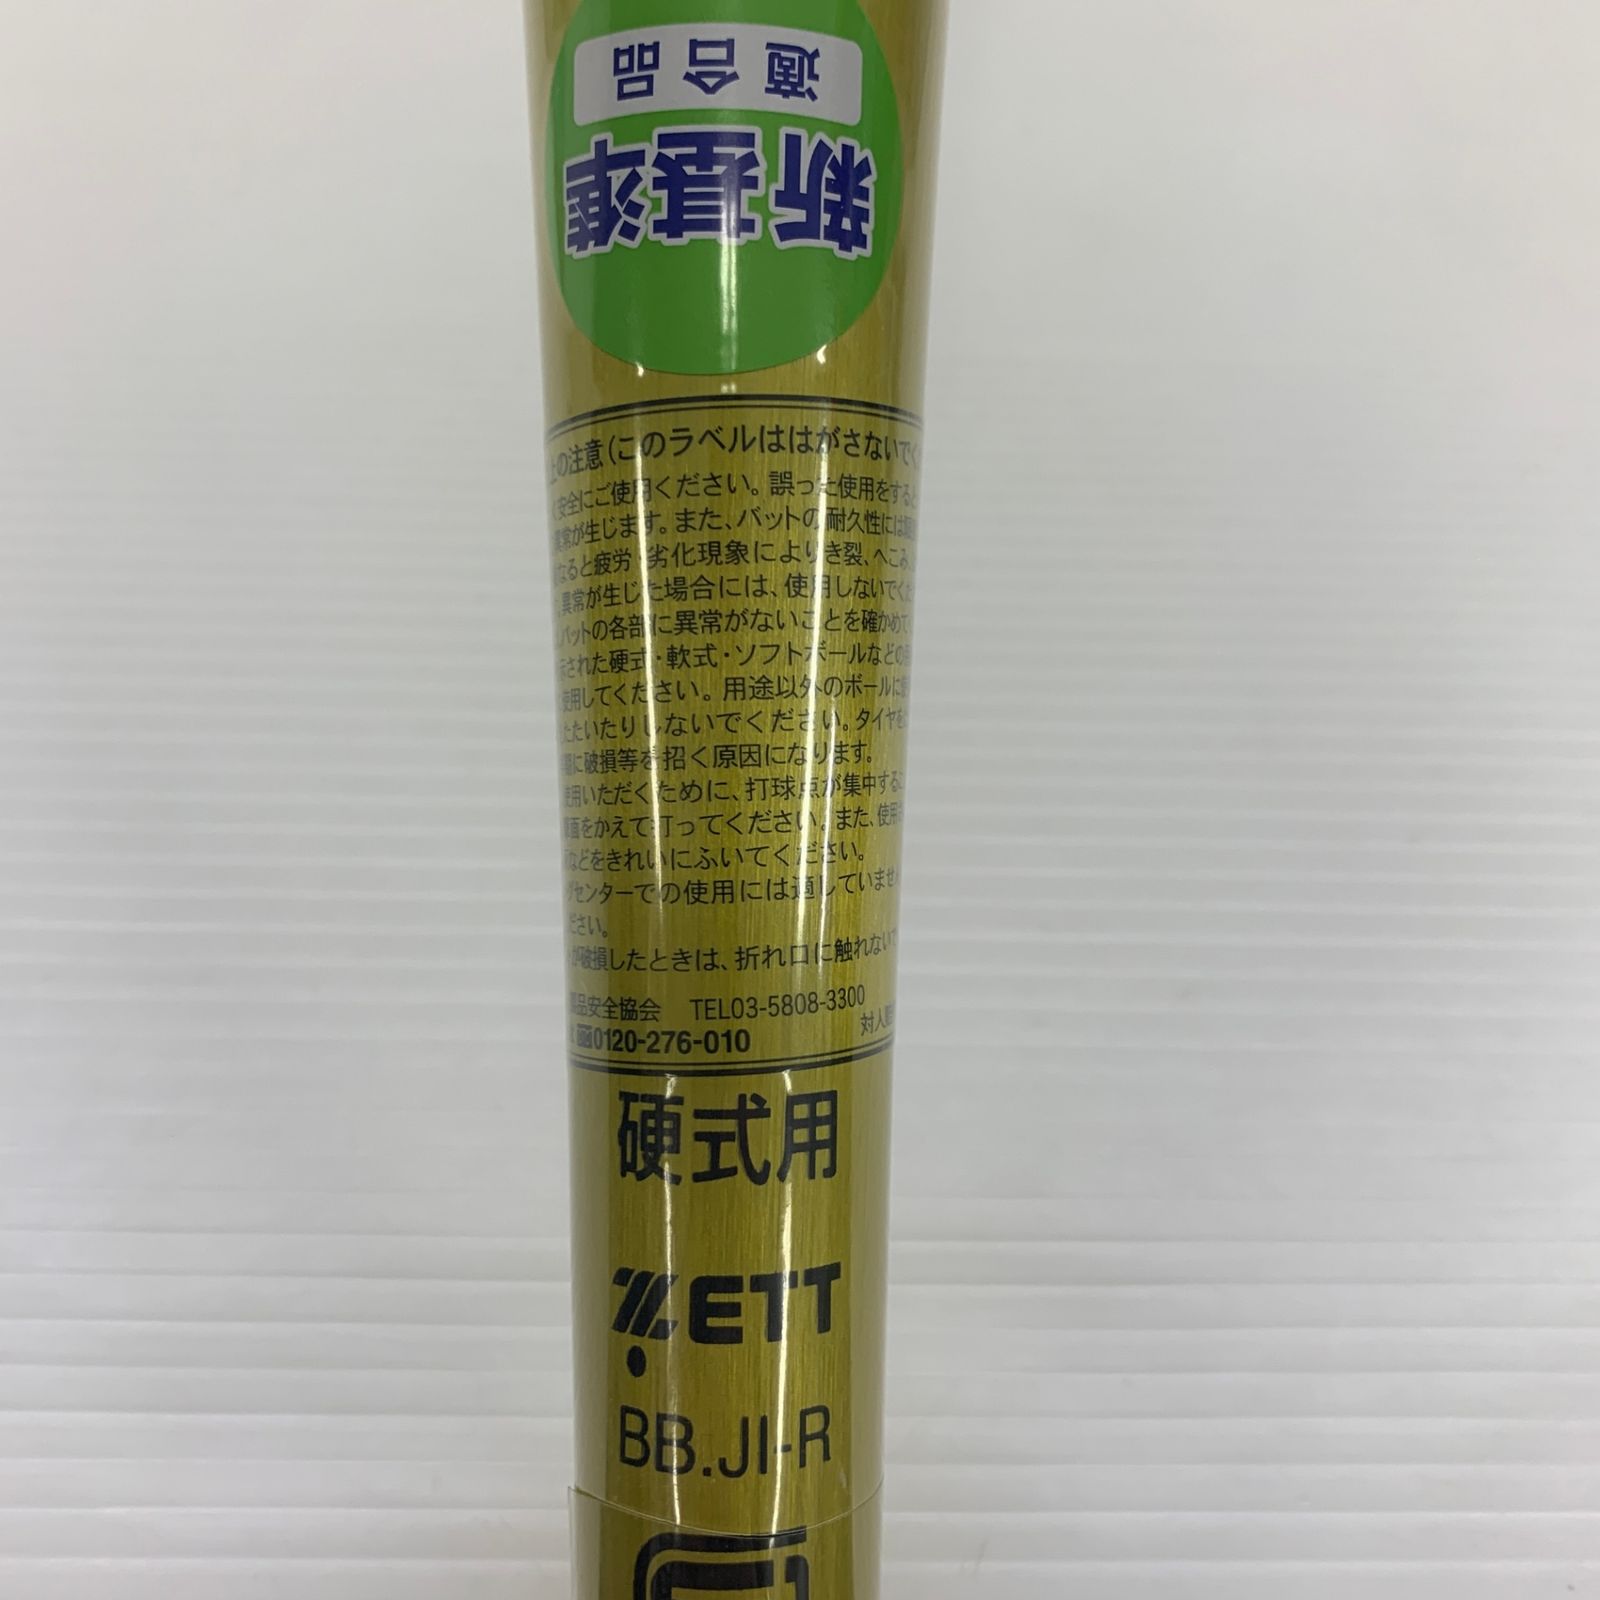 新基準
適合品
の注意(このラベルははがさないでく
安全にご使用ください。誤った使用をすると
異常が生じます。また、バットの耐久性には
なると疲労・劣化現象によりき裂、へこみ、
異常が生じた場合には、使用しないでくだ
バットの各部に異常がないことを確かめて
示された硬式・軟式・ソフトボールなどの
使用してください。用途以外のボールに
たたいたりしないでください。タイヤを
に破損等を招く原因になります。
使用いただくために、打球点が集中するこ
面をかえて打ってください。また、使用
などをきれいにふいてください。
グセンターでの使用には適していません
ださい。
が破損したときは、折れ口に触れないで
製品安全協会 TEL03-5808-3300
0120-276-010 対人賠
硬式用
ZETT
BB.JI-R